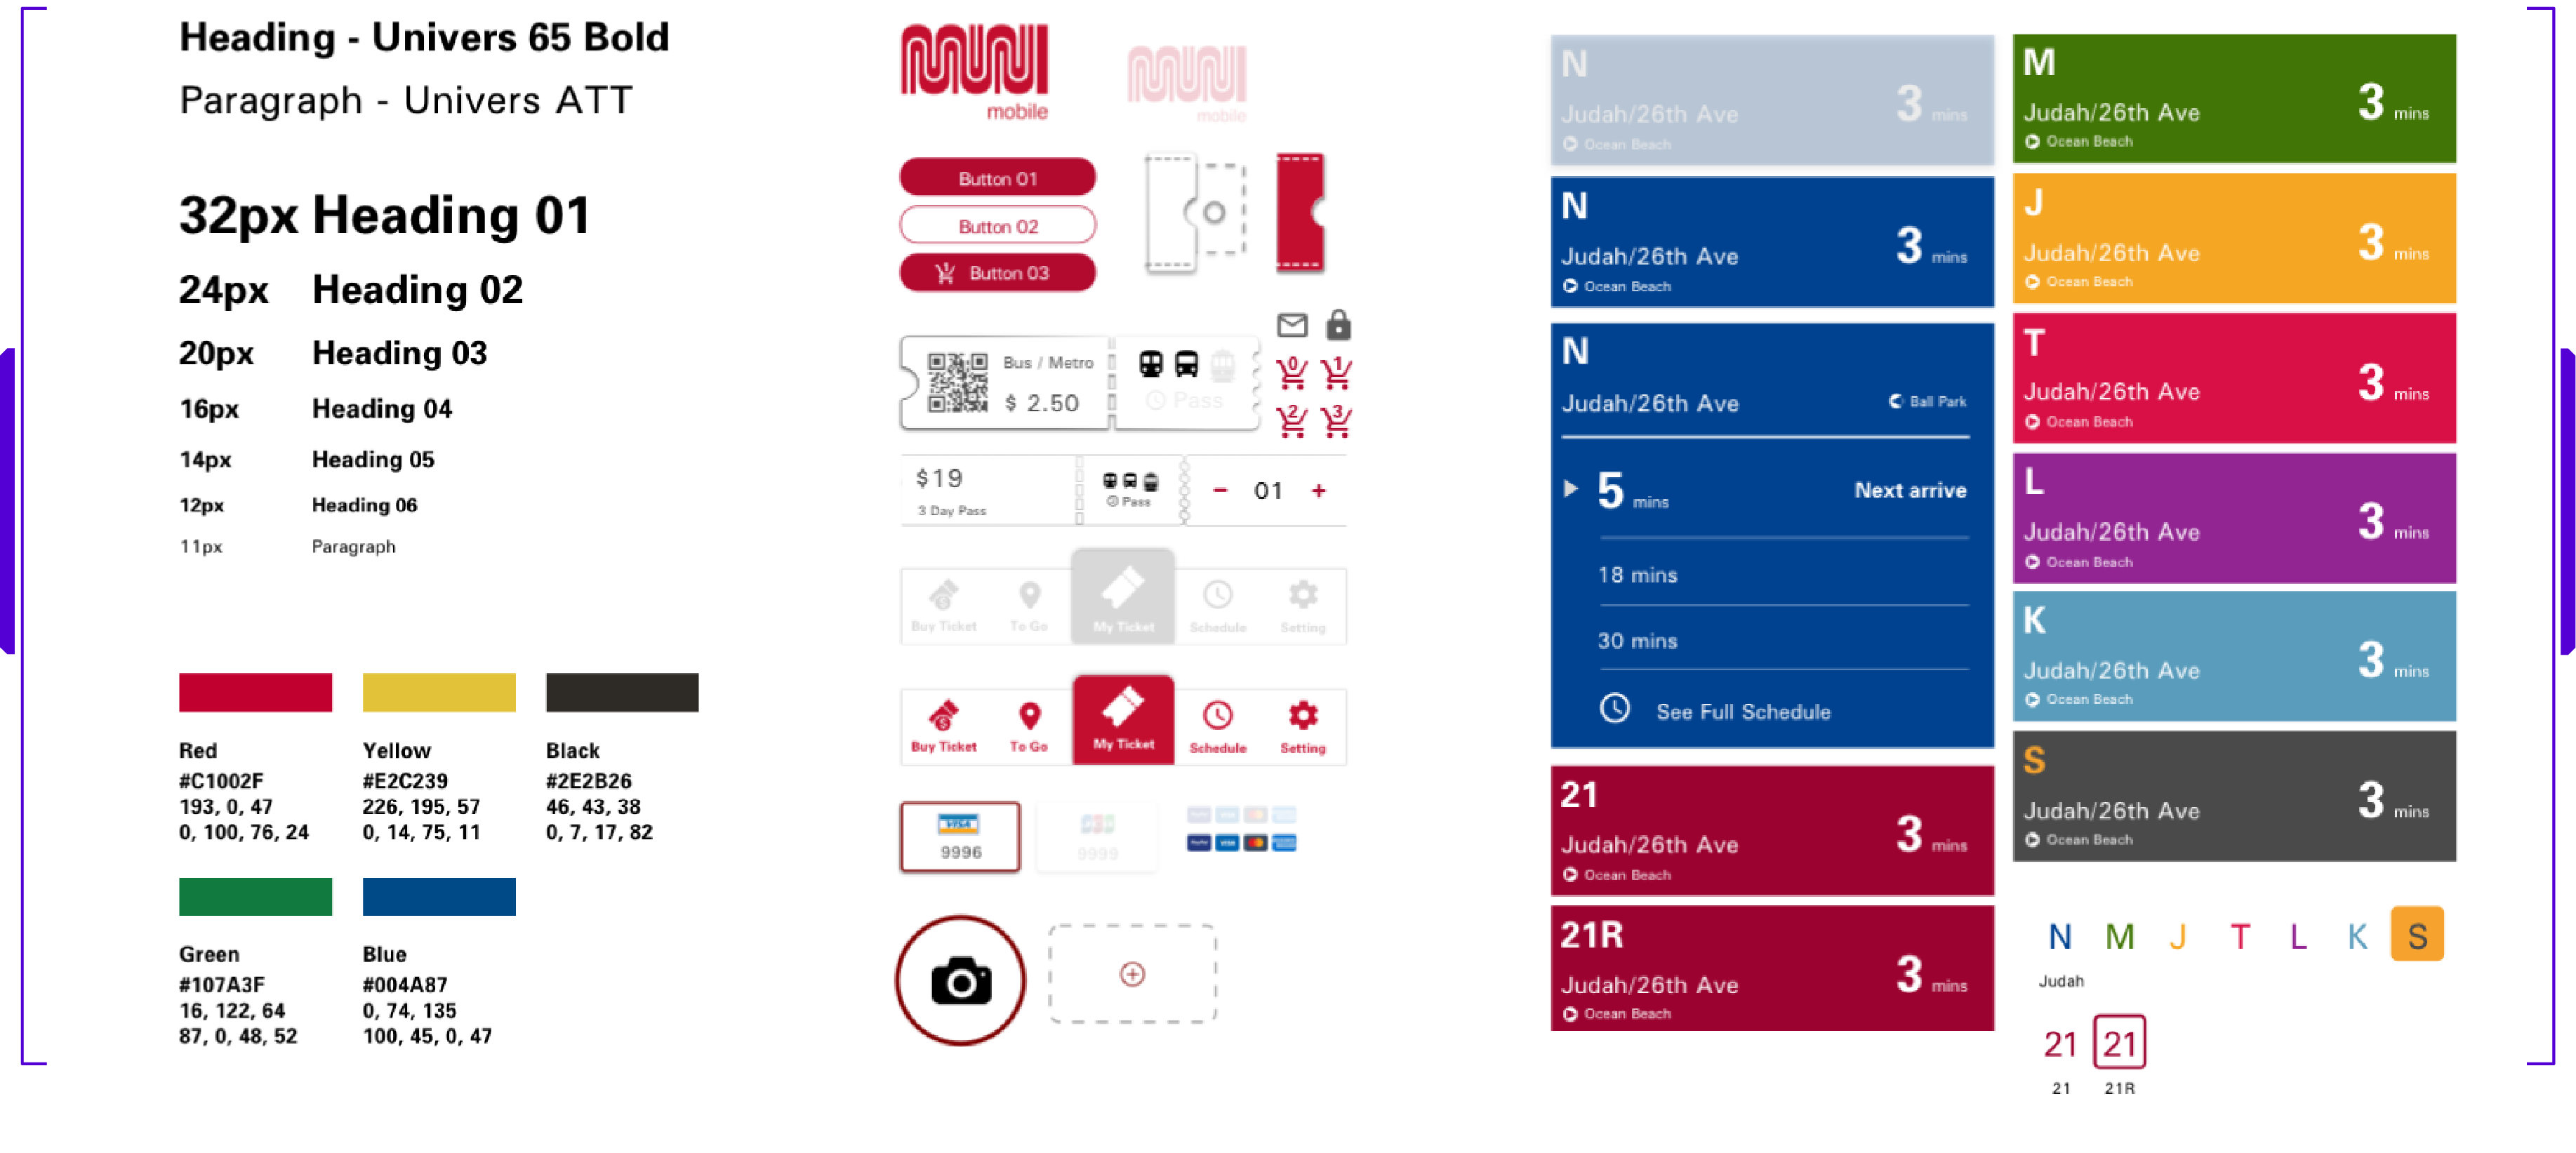 Heading - Univers 65 Bold
Paragraph - Univers ATT
32px Heading 01
24px Heading 02
20px Heading 03
16px Heading 04
14px Heading 05
12px Heading 06
11px Paragraph
Red
#C1002F
193, 0, 47
0, 100, 76, 24
Yellow
#E2C239
226, 195, 57
0, 14, 75, 11
Black
#2E2B26
46, 43, 38
0, 7, 17, 82
Green
#107A3F
16, 122, 64
87, 0, 48, 52
Blue
#004A87
0, 74, 135
100, 45, 0, 47
muni
mobile
muni
mobile
Button 01
Button 02
Button 03
Bus / Metro
$ 2.50
Pass
0 1
2 3
$19
3 Day Pass
Pass
- 01 +
Buy Ticket To Go My Ticket Schedule Setting
Buy Ticket To Go My Ticket Schedule Setting
VISA
9996
JCB
9999
PayPal VISA
N
Judah/26th Ave
3 mins
Ocean Beach
N
Judah/26th Ave
3 mins
Ocean Beach
N
Judah/26th Ave
Ball Park
5 mins
Next arrive
18 mins
30 mins
See Full Schedule
21
Judah/26th Ave
3 mins
Ocean Beach
21R
Judah/26th Ave
3 mins
Ocean Beach
M
Judah/26th Ave
3 mins
Ocean Beach
J
Judah/26th Ave
3 mins
Ocean Beach
T
Judah/26th Ave
3 mins
Ocean Beach
L
Judah/26th Ave
3 mins
Ocean Beach
K
Judah/26th Ave
3 mins
Ocean Beach
S
Judah/26th Ave
3 mins
Ocean Beach
N M J T L K S
Judah
21 21
21 21R